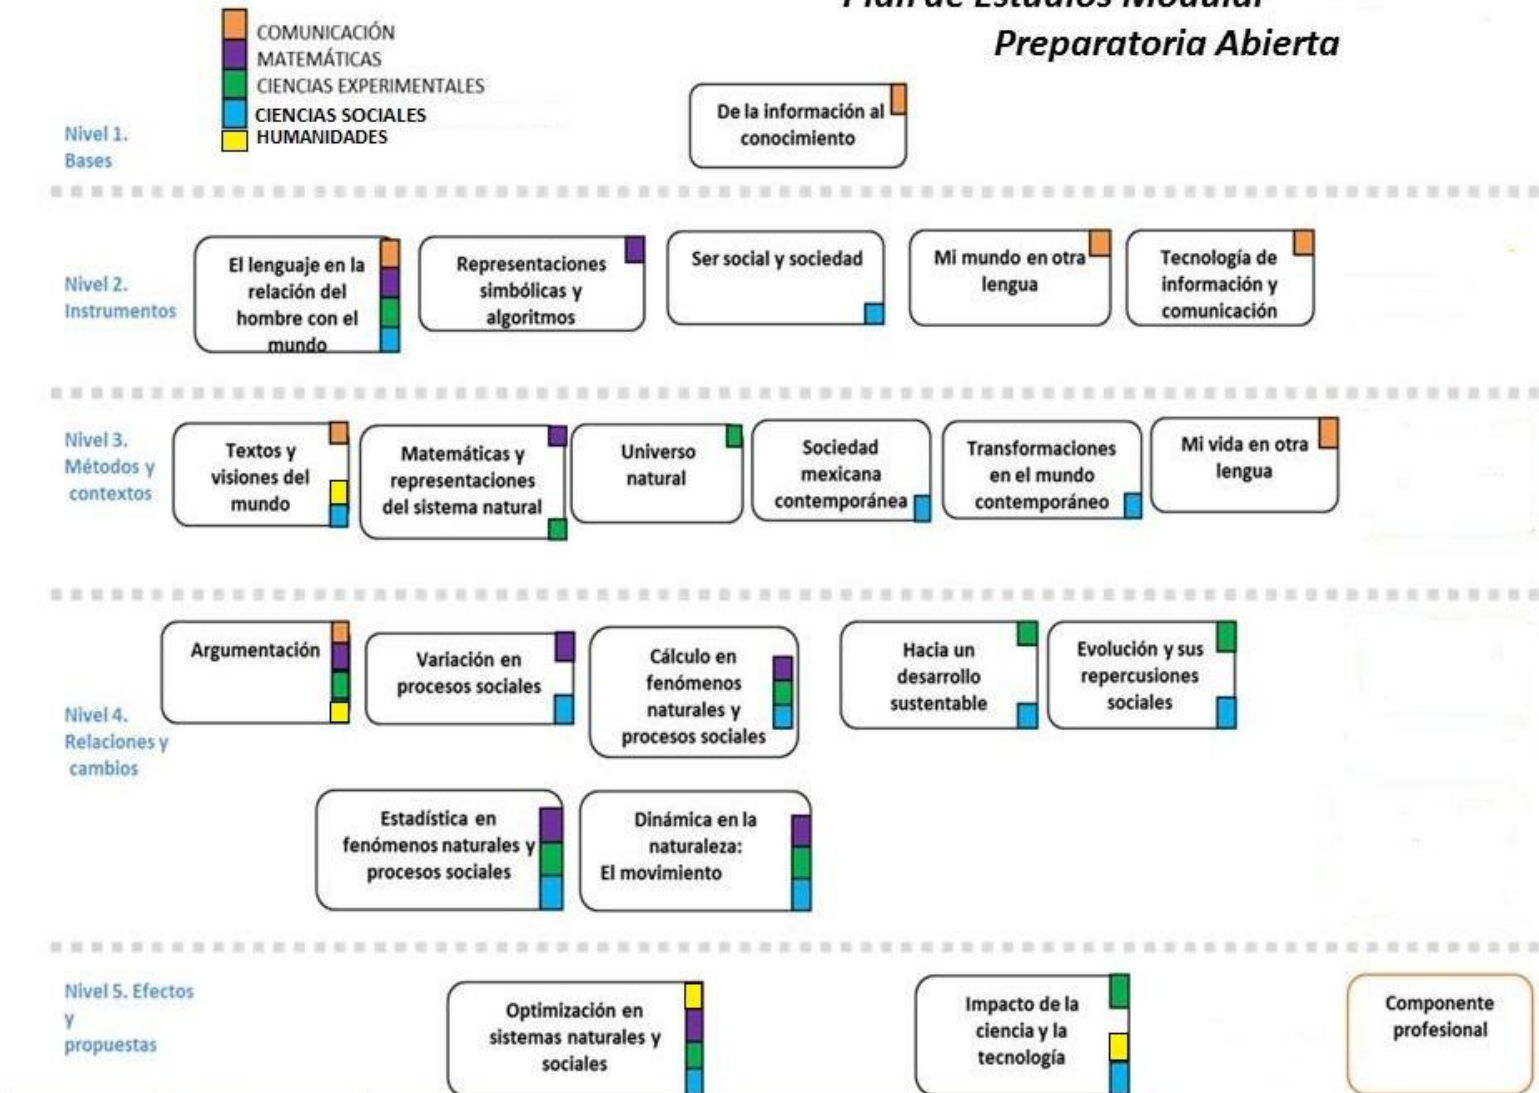 Plan de Estudios Modular
Preparatoria Abierta
COMUNICACIÓN
MATEMÁTICAS
CIENCIAS EXPERIMENTALES
CIENCIAS SOCIALES
HUMANIDADES
Nivel 1.
Bases
De la información al
conocimiento
Nivel 2.
Instrumentos
El lenguaje en la
relación del
hombre con el
mundo
Representaciones
simbólicas y
algoritmos
Ser social y sociedad
Mi mundo en otra
lengua
Tecnología de
información y
comunicación
Nivel 3.
Métodos y
contextos
Textos y
visiones del
mundo
Matemáticas y
representaciones
del sistema natural
Universo
natural
Sociedad
mexicana
contemporánea
Transformaciones
en el mundo
contemporáneo
Mi vida en otra
lengua
Nivel 4.
Relaciones y
cambios
Argumentación
Variación en
procesos sociales
Cálculo en
fenómenos
naturales y
procesos sociales
Hacia un
desarrollo
sustentable
Evolución y sus
repercusiones
sociales
Estadística en
fenómenos naturales y
procesos sociales
Dinámica en la
naturaleza:
El movimiento
Nivel 5. Efectos
y
propuestas
Optimización en
sistemas naturales y
sociales
Impacto de la
ciencia y la
tecnología
Componente
profesional